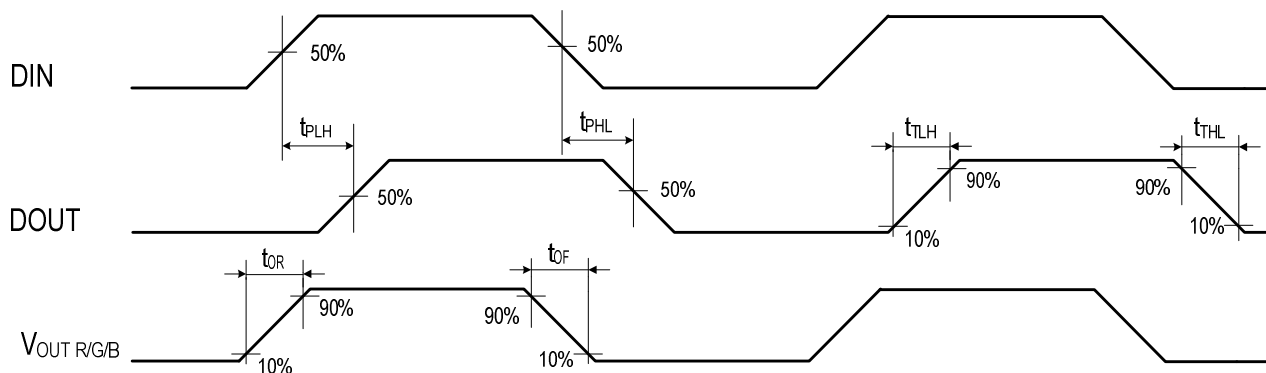 DIN
50%
50%
tPLH
tPHL
tTLH
tTHL
DOUT
50%
50%
90%
90%
10%
10%
tOR
tOF
VOUT R/G/B
90%
90%
10%
10%